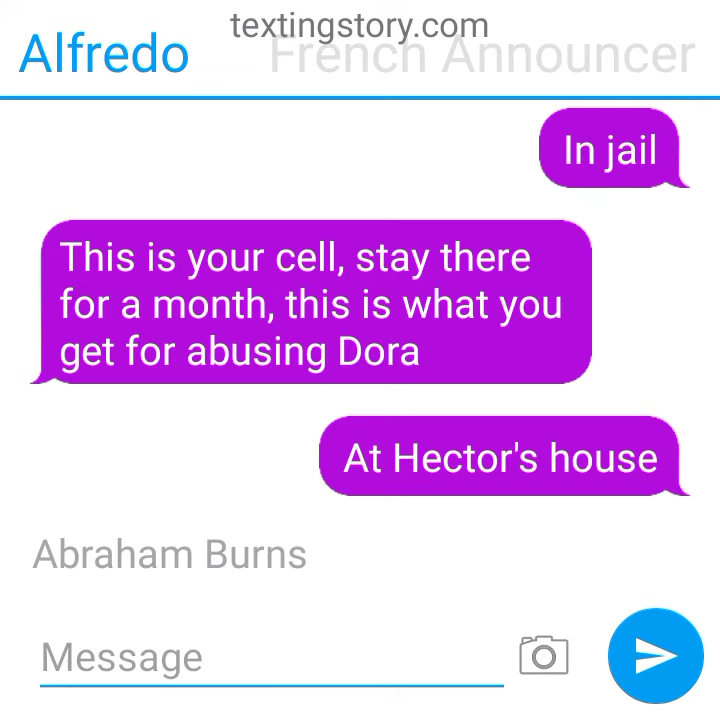 textingstory.com
Alfredo French Announcer
In jail
This is your cell, stay there
for a month, this is what you
get for abusing Dora
At Hector's house
Abraham Burns
Message